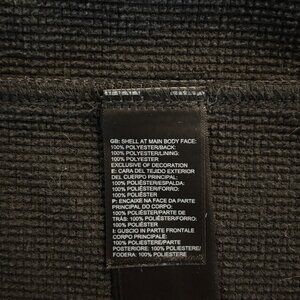 GB: SHELL AT MAIN BODY FACE:
100% POLYESTER/BACK:
100% POLYESTER/LINING:
100% POLYESTER
EXCLUSIVE OF DECORATION
E: CARA DEL TEJIDO EXTERIOR
DEL CUERPO PRINCIPAL:
100% POLIÉSTER/ESPALDA:
100% POLIÉSTER/FORRO:
100% POLIÉSTER
P: ENCAIXE NA FACE DA PARTE
PRINCIPAL DO CORPO:
100% POLIÉSTER/PARTE DE
TRÁS: 100% POLIÉSTER/FORRO:
100% POLIÉSTER
I: GUSCIO IN PARTE FRONTALE
CORPO PRINCIPALE:
100% POLIESTERE/PARTE
POSTERIORE: 100% POLIESTERE/
FODERA: 100% POLIESTERE